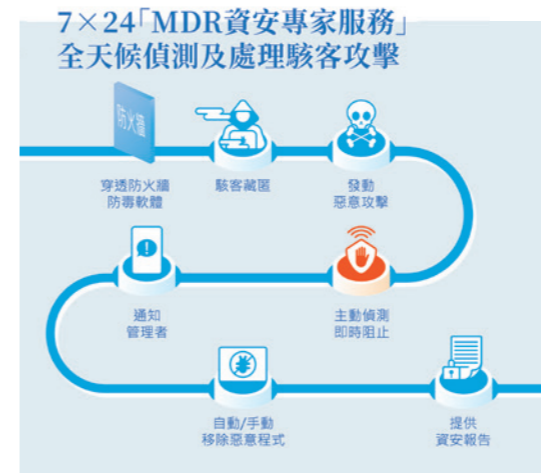 7×24「MDR資安專家服務」
全天候偵測及處理駭客攻擊
防火牆
穿透防火牆
防毒軟體
駭客藏匿
發動
惡意攻擊
通知
管理者
主動偵測
即時阻止
自動/手動
移除惡意程式
提供
資安報告